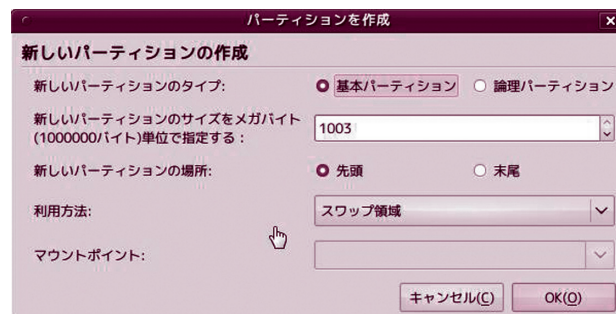 パーティションを作成
新しいパーティションの作成
新しいパーティションのタイプ: 基本パーティション 論理パーティション
新しいパーティションのサイズをメガバイト
(1000000バイト)単位で指定する : 1003
新しいパーティションの場所: 先頭 末尾
利用方法: スワップ領域
マウントポイント:
キャンセル(C) OK(O)